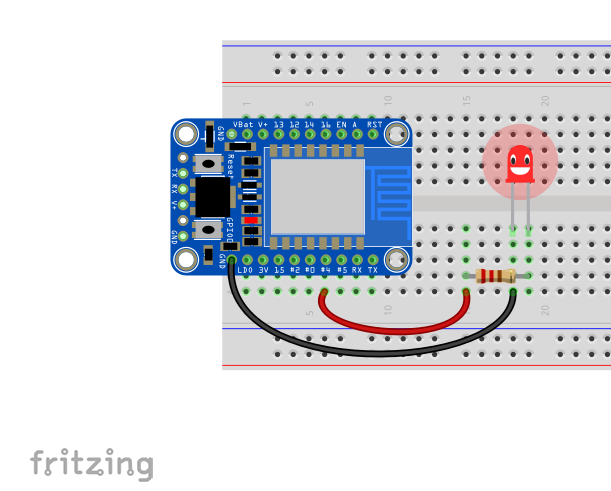 1 5 10 15 20
GND VBat V+ 13 12 14 16 EN A RST
Reset
TX
RX
V+
GND
GPIO0
GND LDO 3V 15 #2 #0 #4 #5 RX TX
5 10 20
fritzing